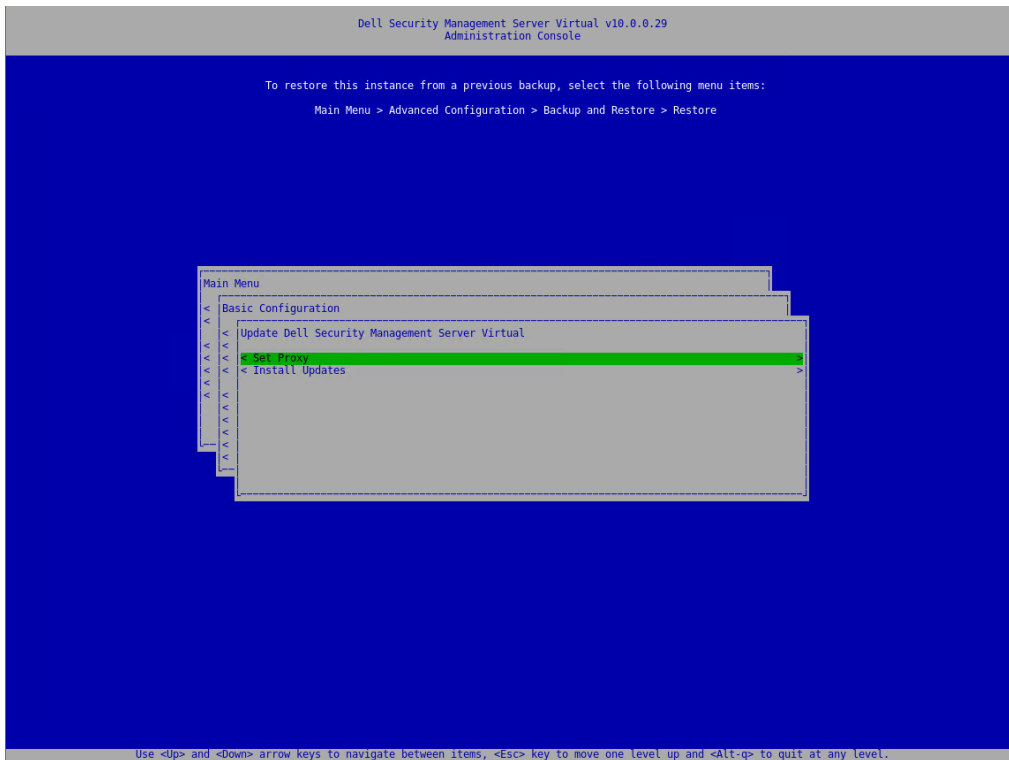 Dell Security Management Server Virtual v10.0.0.29
Administration Console
To restore this instance from a previous backup, select the following menu items:
Main Menu > Advanced Configuration > Backup and Restore > Restore
Main Menu
Basic Configuration
Update Dell Security Management Server Virtual
< Set Proxy >
< Install Updates >
Use <Up> and <Down> arrow keys to navigate between items, <Esc> key to move one level up and <Alt-q> to quit at any level.